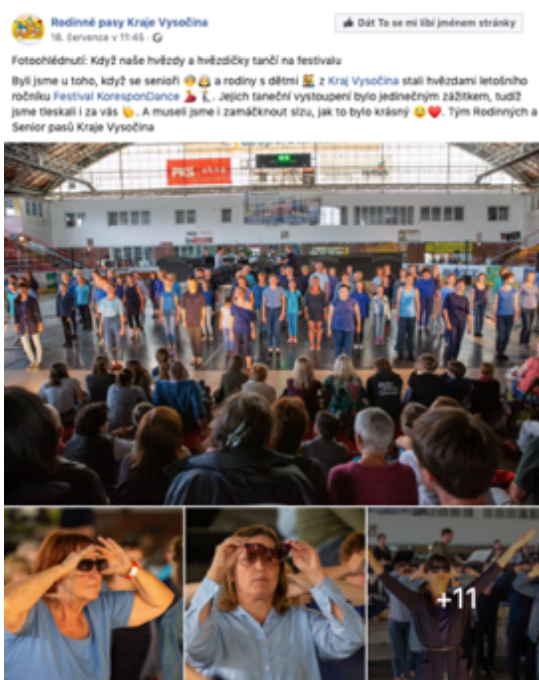 Rodinné pasy Kraje Vysočina
18. července v 11:45 ·
Dát To se mi líbí jménem stránky
Fotoohlédnutí: Když naše hvězdy a hvězdičky tančí na festivalu
Byli jsme u toho, když se senioři 👴👵 a rodiny s dětmi 👪 z Kraj Vysočina stali hvězdami letošního
ročníku Festival KoresponDance 💃🕺. Jejich taneční vystoupení bylo jedinečným zážitkem, tudíž
jsme tleskali i za vás 👏. A museli jsme i zamáčknout slzu, jak to bylo krásný 😢❤️. Tým Rodinných a
Senior pasů Kraje Vysočina
PKS okna
+11